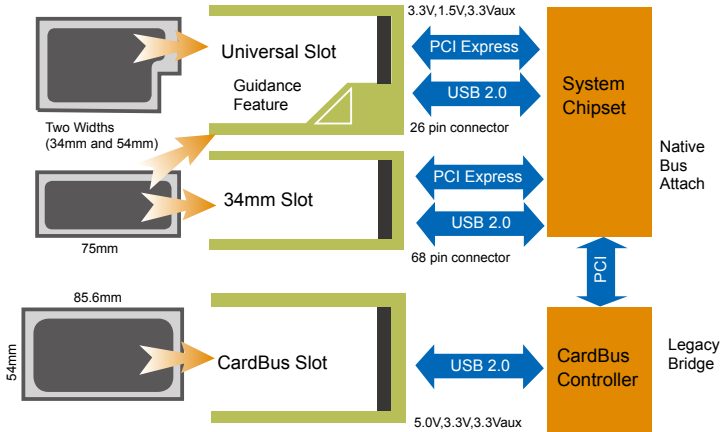 3.3V,1.5V,3.3Vaux
Universal Slot
PCI Express
System
Chipset
Guidance
Feature
USB 2.0
Two Widths
(34mm and 54mm)
26 pin connector
Native
Bus
Attach
34mm Slot
PCI Express
USB 2.0
75mm
68 pin connector
PCI
85.6mm
54mm
CardBus Slot
USB 2.0
CardBus
Controller
Legacy
Bridge
5.0V,3.3V,3.3Vaux